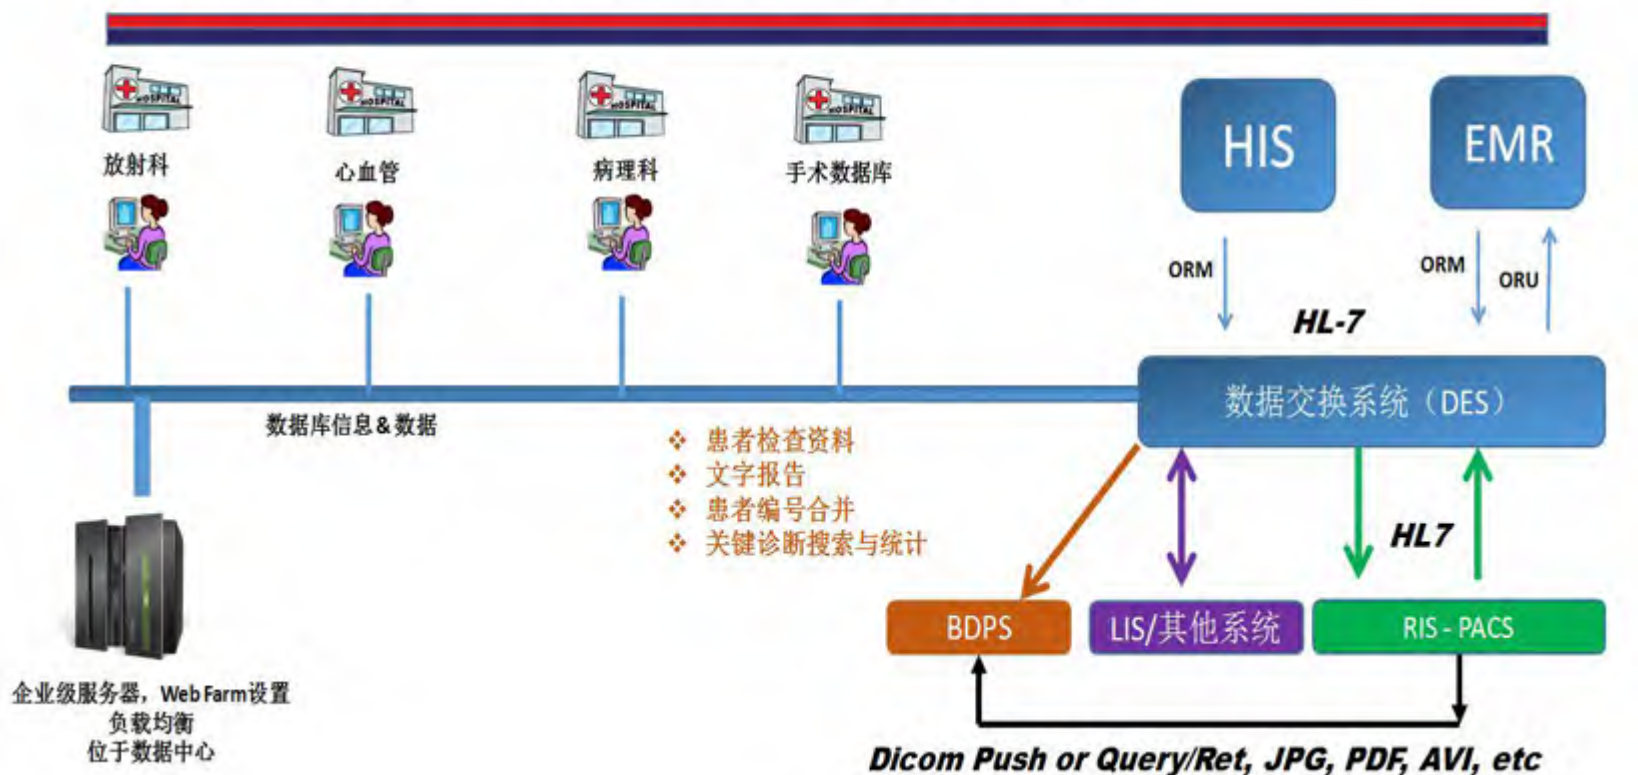 HOSPITAL
HOSPITAL
HOSPITAL
HOSPITAL
放射科
心血管
病理科
手术数据库
HIS
EMR
ORM
ORM
ORU
HL-7
数据交换系统（DES）
数据库信息&数据
❖ 患者检查资料
❖ 文字报告
❖ 患者编号合并
❖ 关键诊断搜索与统计
HL7
BDPS
LIS/其他系统
RIS - PACS
企业级服务器，Web Farm设置
负载均衡
位于数据中心
Dicom Push or Query/Ret, JPG, PDF, AVI, etc